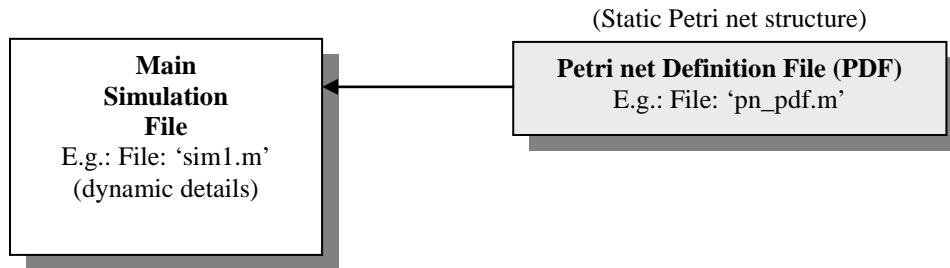 (Static Petri net structure)
Main
Simulation
File
E.g.: File: ‘sim1.m’
(dynamic details)
Petri net Definition File (PDF)
E.g.: File: ‘pn_pdf.m’